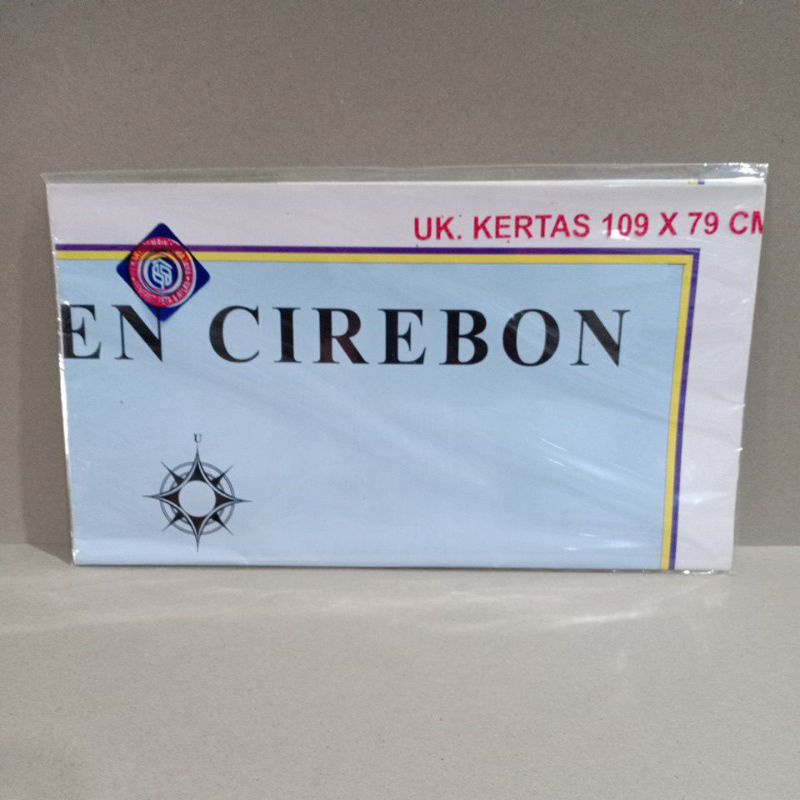 UK. KERTAS 109 X 79 CM
EN CIREBON
U